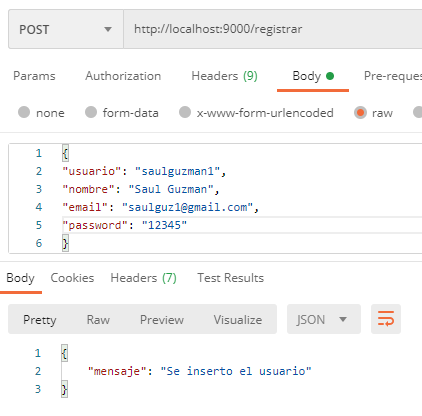 POST http://localhost:9000/registrar
Params Authorization Headers (9) Body Pre-reques
none form-data x-www-form-urlencoded raw
1 {
2 "usuario": "saulguzman1",
3 "nombre": "Saul Guzman",
4 "email": "saulguz1@gmail.com",
5 "password": "12345"
6 }
Body Cookies Headers (7) Test Results
Pretty Raw Preview Visualize JSON
1 {
2 "mensaje": "Se inserto el usuario"
3 }